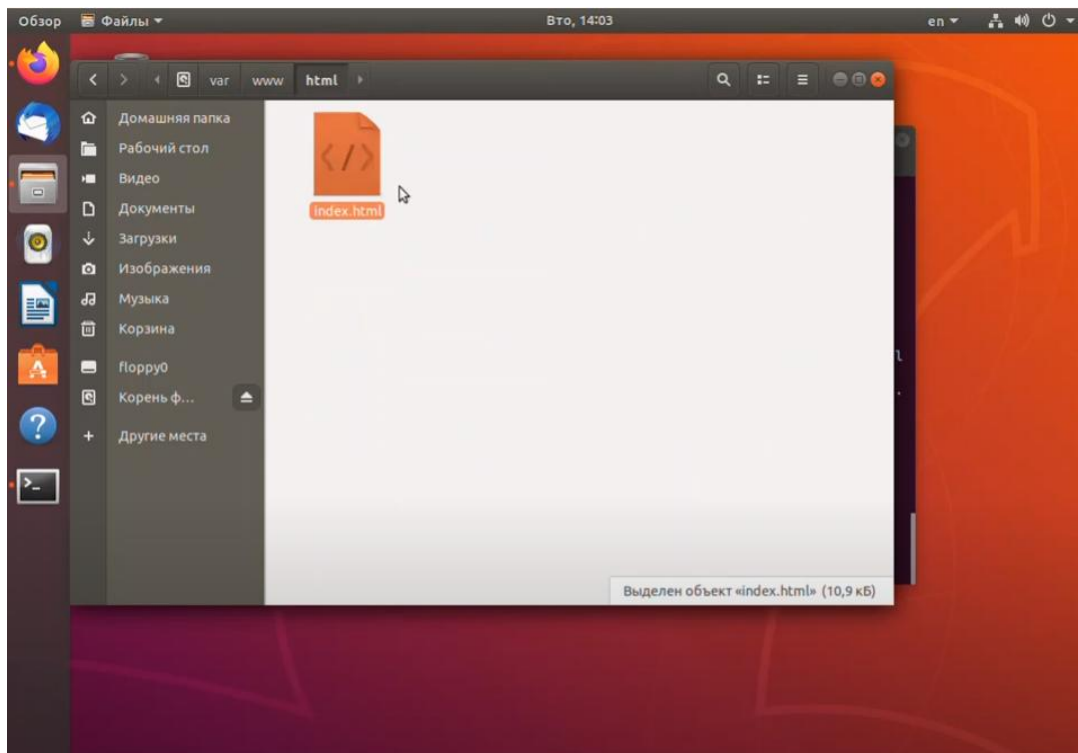 Обзор Файлы Вто, 14:03 en
var www html
Домашняя папка
Рабочий стол
Видео
Документы
Загрузки
Изображения
Музыка
Корзина
floppy0
Корень ф...
Другие места
index.html
Выделен объект «index.html» (10,9 кБ)